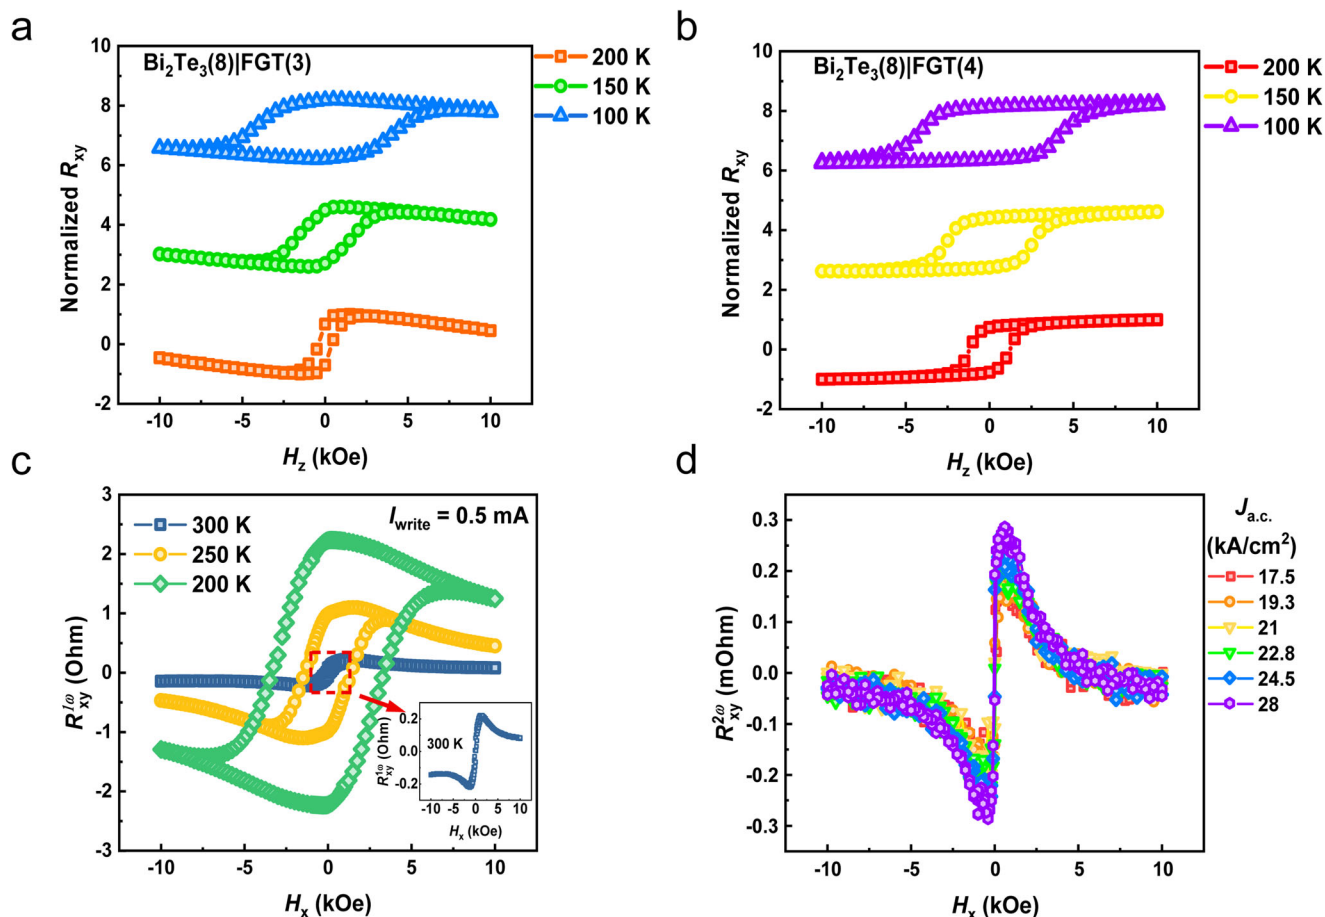 a
Bi₂Te₃(8)|FGT(3)
200 K
150 K
100 K
Normalized Rxy
10
8
6
4
2
0
-2
-10 -5 0 5 10
Hz (kOe)
b
Bi₂Te₃(8)|FGT(4)
200 K
150 K
100 K
Normalized Rxy
10
8
6
4
2
0
-2
-10 -5 0 5 10
Hz (kOe)
c
300 K
250 K
200 K
Iwrite = 0.5 mA
R¹ωxy (Ohm)
3
2
1
0
-1
-2
-3
-10 -5 0 5 10
Hx (kOe)
300 K
R¹ωxy (Ohm)
0.2
0.0
-0.2
-10 -5 0 5 10
Hx (kOe)
d
Ja.c.
(kA/cm²)
17.5
19.3
21
22.8
24.5
28
R²ωxy (mOhm)
0.3
0.2
0.1
0.0
-0.1
-0.2
-0.3
-10 -5 0 5 10
Hx (kOe)